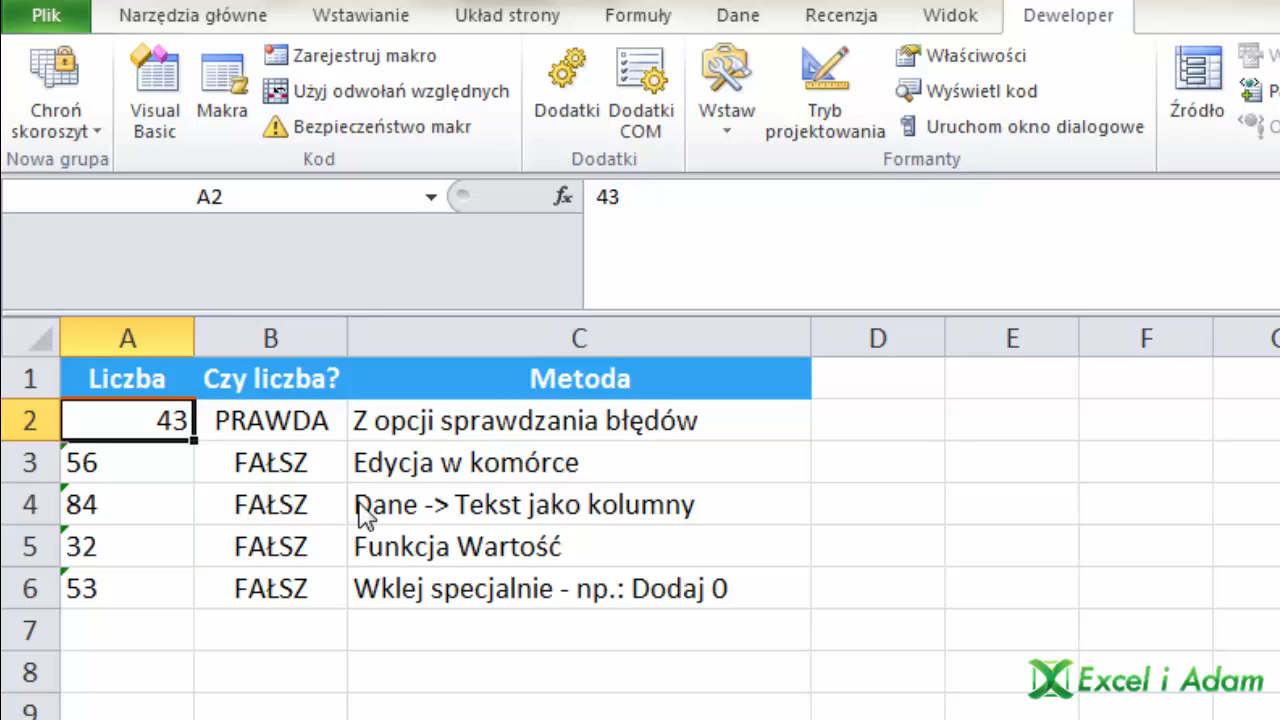 Plik Narzędzia główne Wstawianie Układ strony Formuły Dane Recenzja Widok Deweloper
Chroń skoroszyt
Visual Basic
Makra
Zarejestruj makro
Użyj odwołań względnych
Bezpieczeństwo makr
Dodatki
Dodatki COM
Wstaw
Tryb projektowania
Właściwości
Wyświetl kod
Uruchom okno dialogowe
Źródło
Nowa grupa Kod Dodatki Formanty
A2 fx 43
A B C D E F
1 Liczba Czy liczba? Metoda
2 43 PRAWDA Z opcji sprawdzania błędów
3 56 FAŁSZ Edycja w komórce
4 84 FAŁSZ Dane -> Tekst jako kolumny
5 32 FAŁSZ Funkcja Wartość
6 53 FAŁSZ Wklej specjalnie - np.: Dodaj 0
7
8
9
Excel i Adam